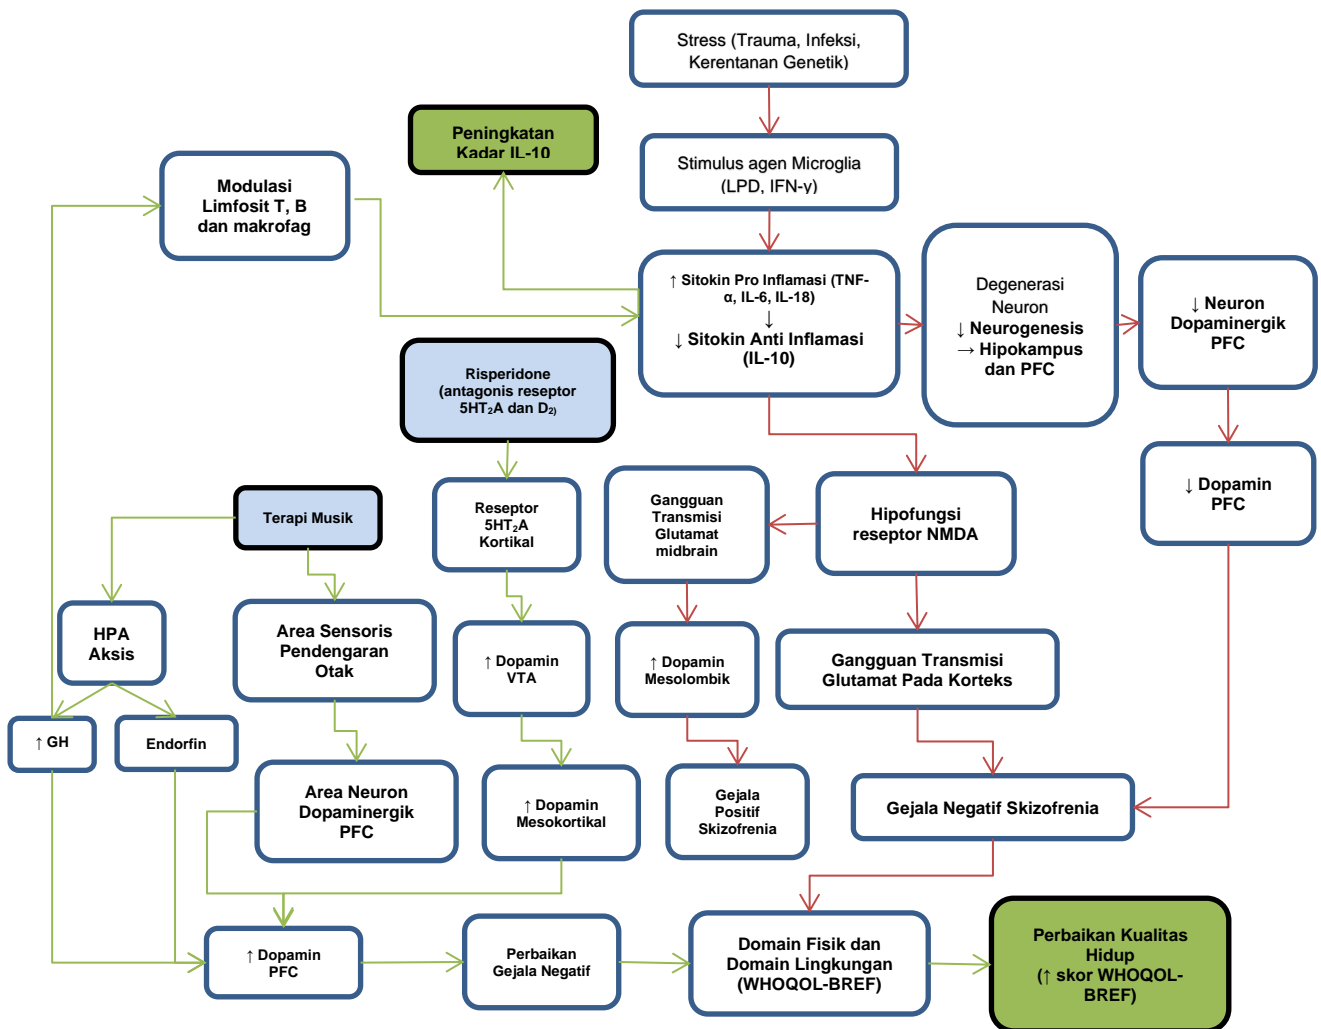 Stress (Trauma, Infeksi,
Kerentanan Genetik)
Peningkatan
Kadar IL-10
Stimulus agen Microglia
(LPD, IFN-γ)
Modulasi
Limfosit T, B
dan makrofag
↑ Sitokin Pro Inflamasi (TNF-
α, IL-6, IL-18)
↓
↓ Sitokin Anti Inflamasi
(IL-10)
Degenerasi
Neuron
↓ Neurogenesis
→ Hipokampus
dan PFC
↓ Neuron
Dopaminergik
PFC
Risperidone
(antagonis reseptor
5HT₂A dan D₂)
Terapi Musik
Reseptor
5HT₂A
Kortikal
Gangguan
Transmisi
Glutamat
midbrain
Hipofungsi
reseptor NMDA
↓ Dopamin
PFC
HPA
Aksis
Area Sensoris
Pendengaran
Otak
↑ Dopamin
VTA
↑ Dopamin
Mesolombik
Gangguan Transmisi
Glutamat Pada Korteks
↑ GH
Endorfin
Area Neuron
Dopaminergik
PFC
↑ Dopamin
Mesokortikal
Gejala
Positif
Skizofrenia
Gejala Negatif Skizofrenia
↑ Dopamin
PFC
Perbaikan
Gejala Negatif
Domain Fisik dan
Domain Lingkungan
(WHOQOL-BREF)
Perbaikan Kualitas
Hidup
(↑ skor WHOQOL-
BREF)